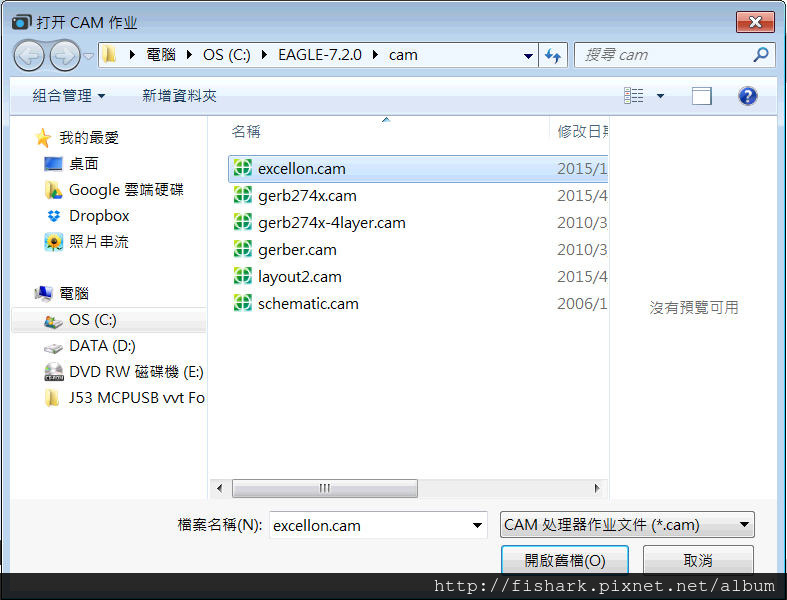 打开 CAM 作业
電腦 OS (C:) EAGLE-7.2.0 cam
搜尋 cam
組合管理 新增資料夾
我的最愛
桌面
Google 雲端硬碟
Dropbox
照片串流
電腦
OS (C:)
DATA (D:)
DVD RW 磁碟機 (E:)
J53 MCPUSB vvt Fo
名稱 修改日期
excellon.cam 2015/1
gerb274x.cam 2015/4
gerb274x-4layer.cam 2010/3
gerber.cam 2010/3
layout2.cam 2015/4
schematic.cam 2006/1
沒有預覽可用
檔案名稱(N): excellon.cam CAM 处理器作业文件 (*.cam)
開啟舊檔(O) 取消
http://fishark.pixnet.net/album